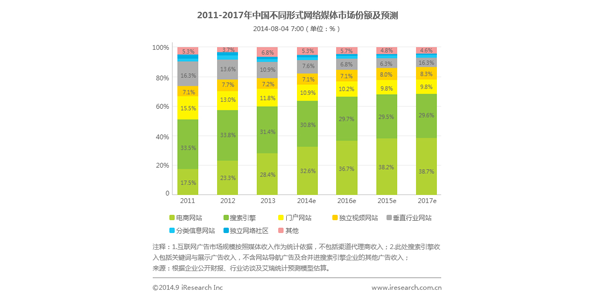 2011-2017年中国不同形式网络媒体市场份额及预测
2014-08-04 7:00（单位：%）
100% 5.3% 3.7% 6.8% 5.3% 5.7% 4.8% 4.6%
16.3% 13.6% 10.9% 7.6% 6.8% 6.3% 16.3%
80%
7.1% 7.7% 7.2% 7.1% 7.1% 8.0% 8.3%
15.5% 13.0% 11.8% 10.9% 10.2% 9.8% 9.8%
60%
33.5% 33.8% 31.4% 30.8% 29.7% 29.5% 29.6%
40%
20%
17.5% 23.3% 28.4% 32.6% 36.7% 38.2% 38.7%
0
2011 2012 2013 2014e 2016e 2015e 2017e
电商网站 搜索引擎 门户网站 独立视频网站 垂直行业网站
分类信息网站 独立网络社区 其他
注释：1.互联网广告市场规模按照媒体收入作为统计依据，不包括渠道代理商收入；2.此处搜索引擎收
入包括关键词与展示广告收入，不含网站导航广告及合并进搜索引擎企业的其他广告收入；
来源：根据企业公开财报、行业访谈及艾瑞统计预测模型估算。
©2014.9 iResearch Inc www.iresearch.com.cn